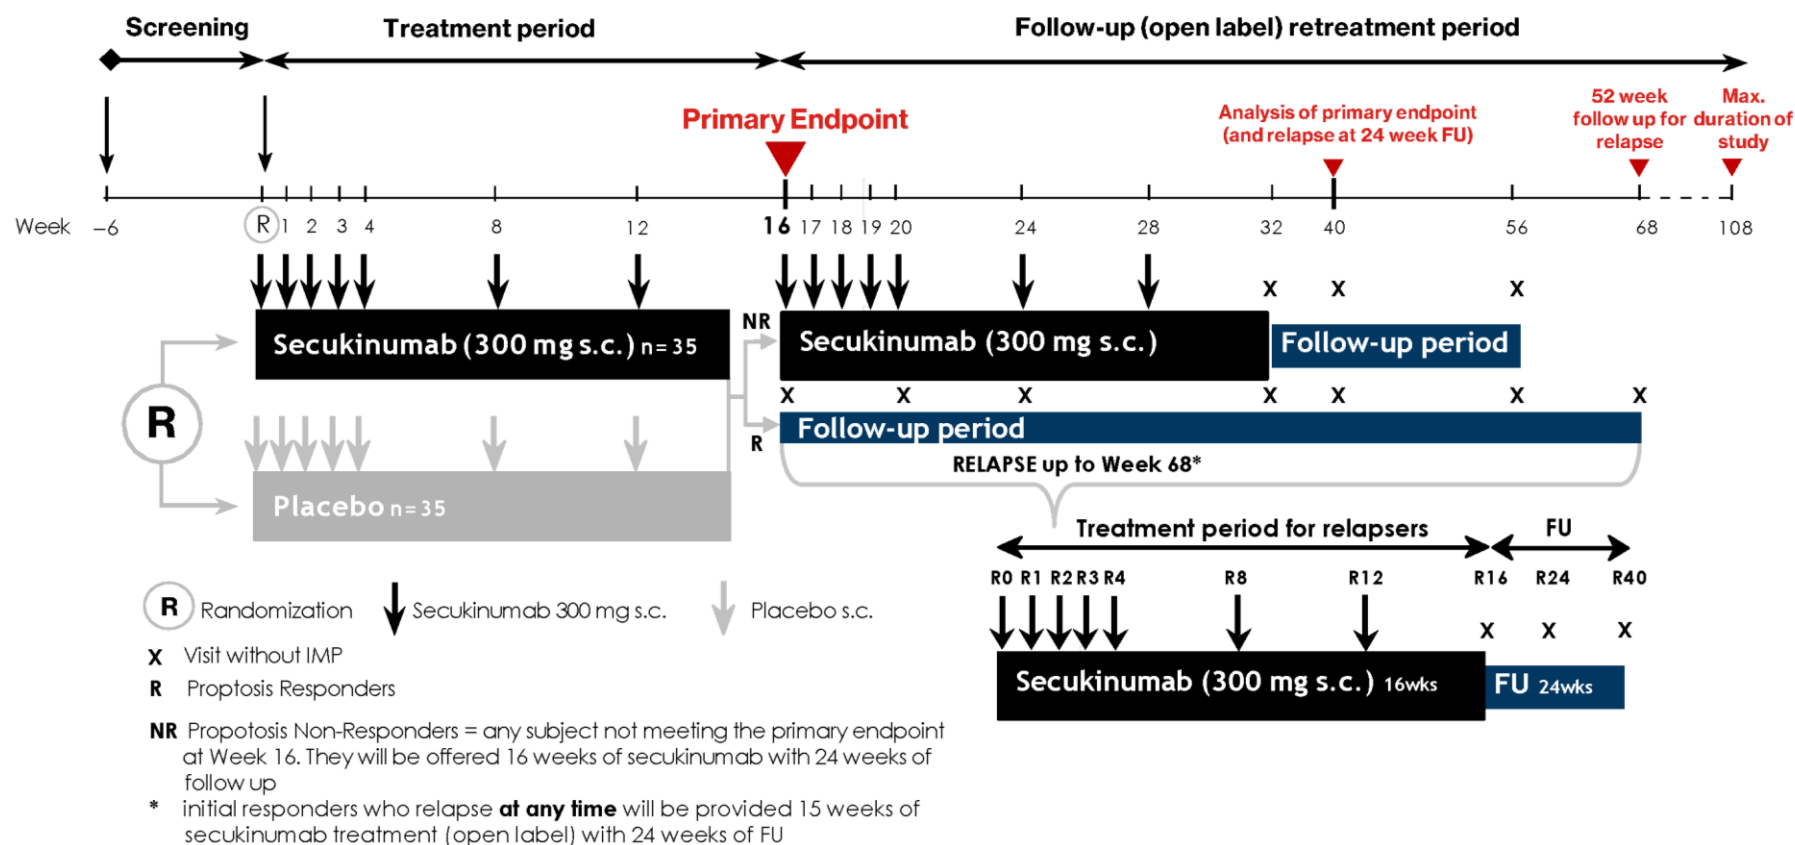 Screening
Treatment period
Follow-up (open label) retreatment period
Primary Endpoint
Analysis of primary endpoint
(and relapse at 24 week FU)
52 week
follow up for
relapse
Max.
duration of
study
Week −6 R 1 2 3 4 8 12 16 17 18 19 20 24 28 32 40 56 68 108
X X X
Secukinumab (300 mg s.c.) n=35
NR
Secukinumab (300 mg s.c.)
Follow-up period
R
X X X X X X X
R
Follow-up period
Placebo n=35
RELAPSE up to Week 68*
Treatment period for relapsers
FU
R0 R1 R2 R3 R4 R8 R12 R16 R24 R40
X X X
Secukinumab (300 mg s.c.) 16wks
FU 24wks
R Randomization
Secukinumab 300 mg s.c.
Placebo s.c.
X Visit without IMP
R Proptosis Responders
NR Propotosis Non-Responders = any subject not meeting the primary endpoint
at Week 16. They will be offered 16 weeks of secukinumab with 24 weeks of
follow up
* initial responders who relapse at any time will be provided 15 weeks of
secukinumab treatment (open label) with 24 weeks of FU